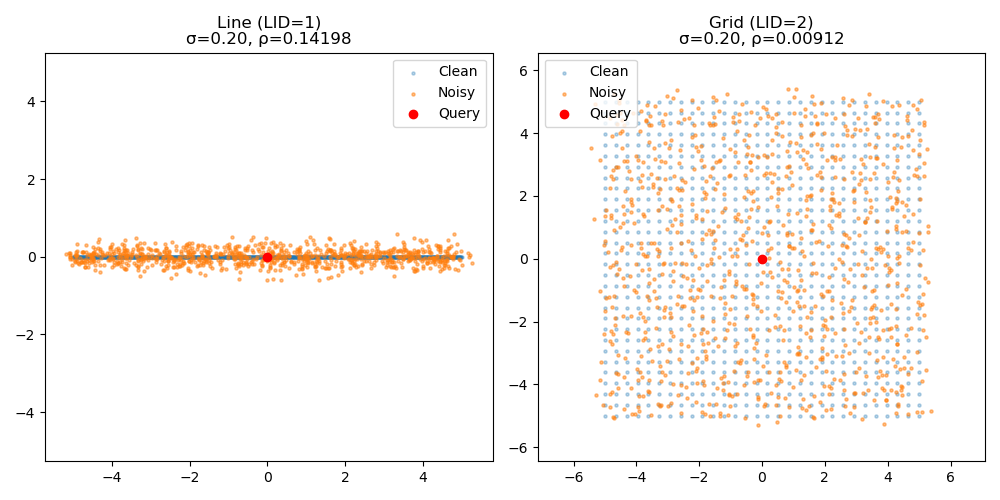 Line (LID=1)
σ=0.20, ρ=0.14198
Clean
Noisy
Query
4
2
0
−2
−4
−4
−2
0
2
4
Grid (LID=2)
σ=0.20, ρ=0.00912
Clean
Noisy
Query
6
4
2
0
−2
−4
−6
−6
−4
−2
0
2
4
6